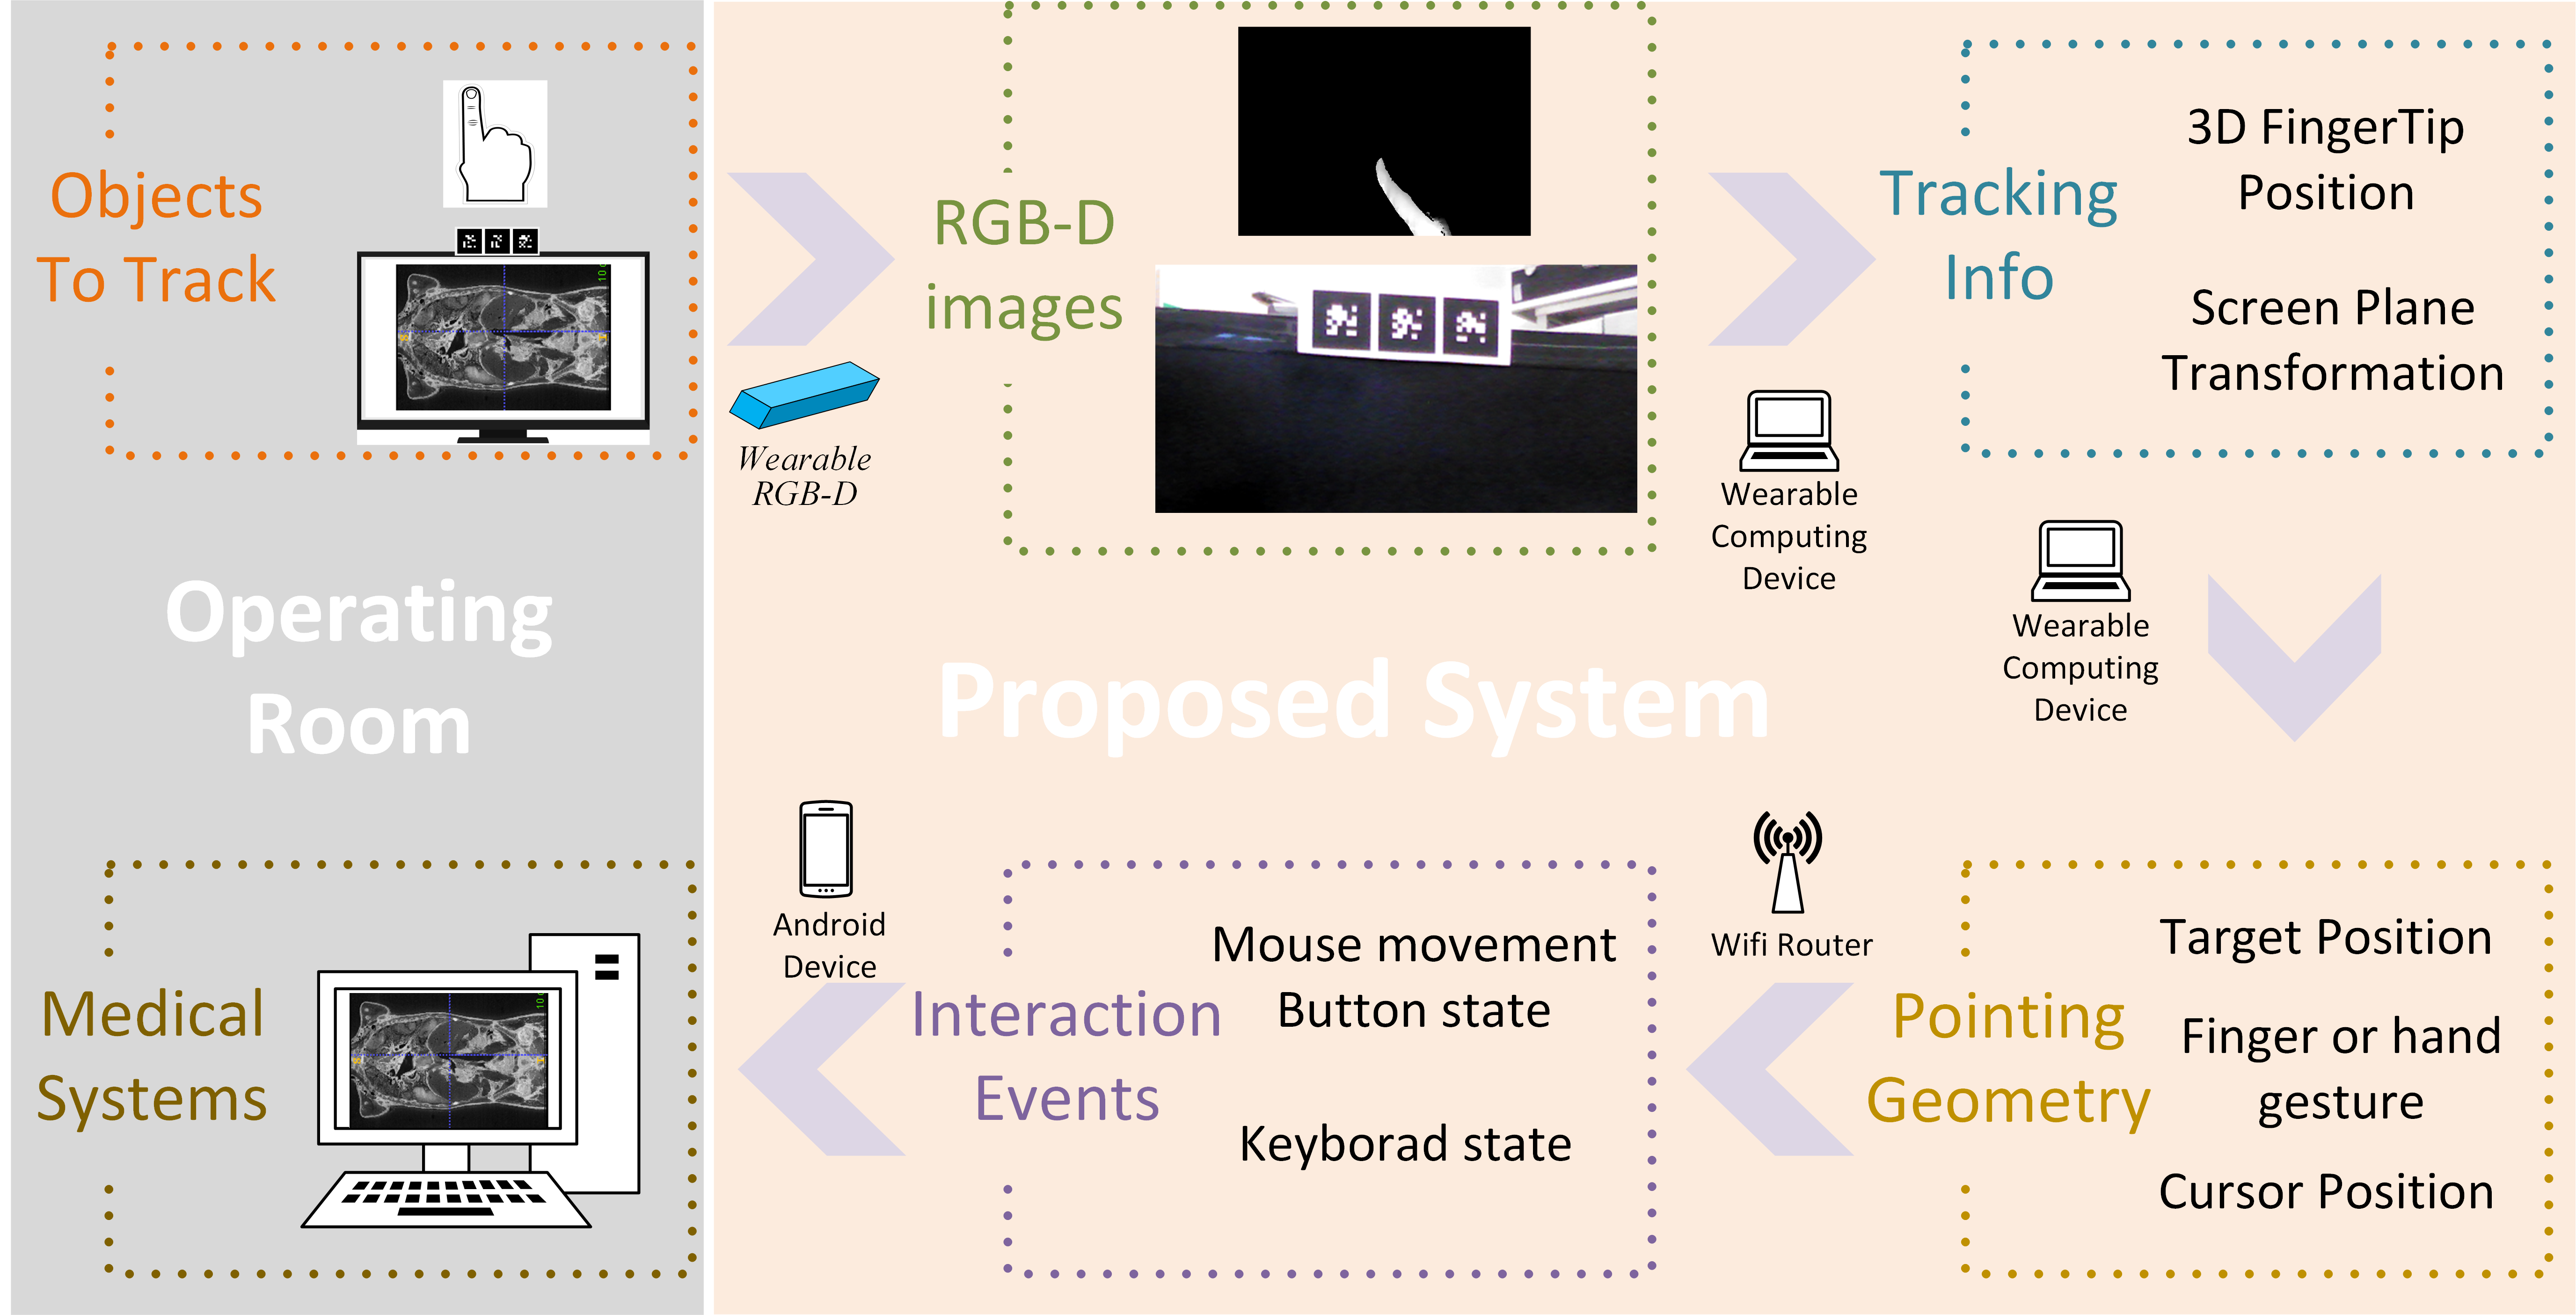 Objects
To Track
Operating
Room
Medical
Systems
Wearable
RGB-D
RGB-D
images
Wearable
Computing
Device
Tracking
Info
3D FingerTip
Position
Screen Plane
Transformation
Wearable
Computing
Device
Proposed System
Pointing
Geometry
Target Position
Finger or hand
gesture
Cursor Position
Wifi Router
Interaction
Events
Mouse movement
Button state
Keyborad state
Android
Device